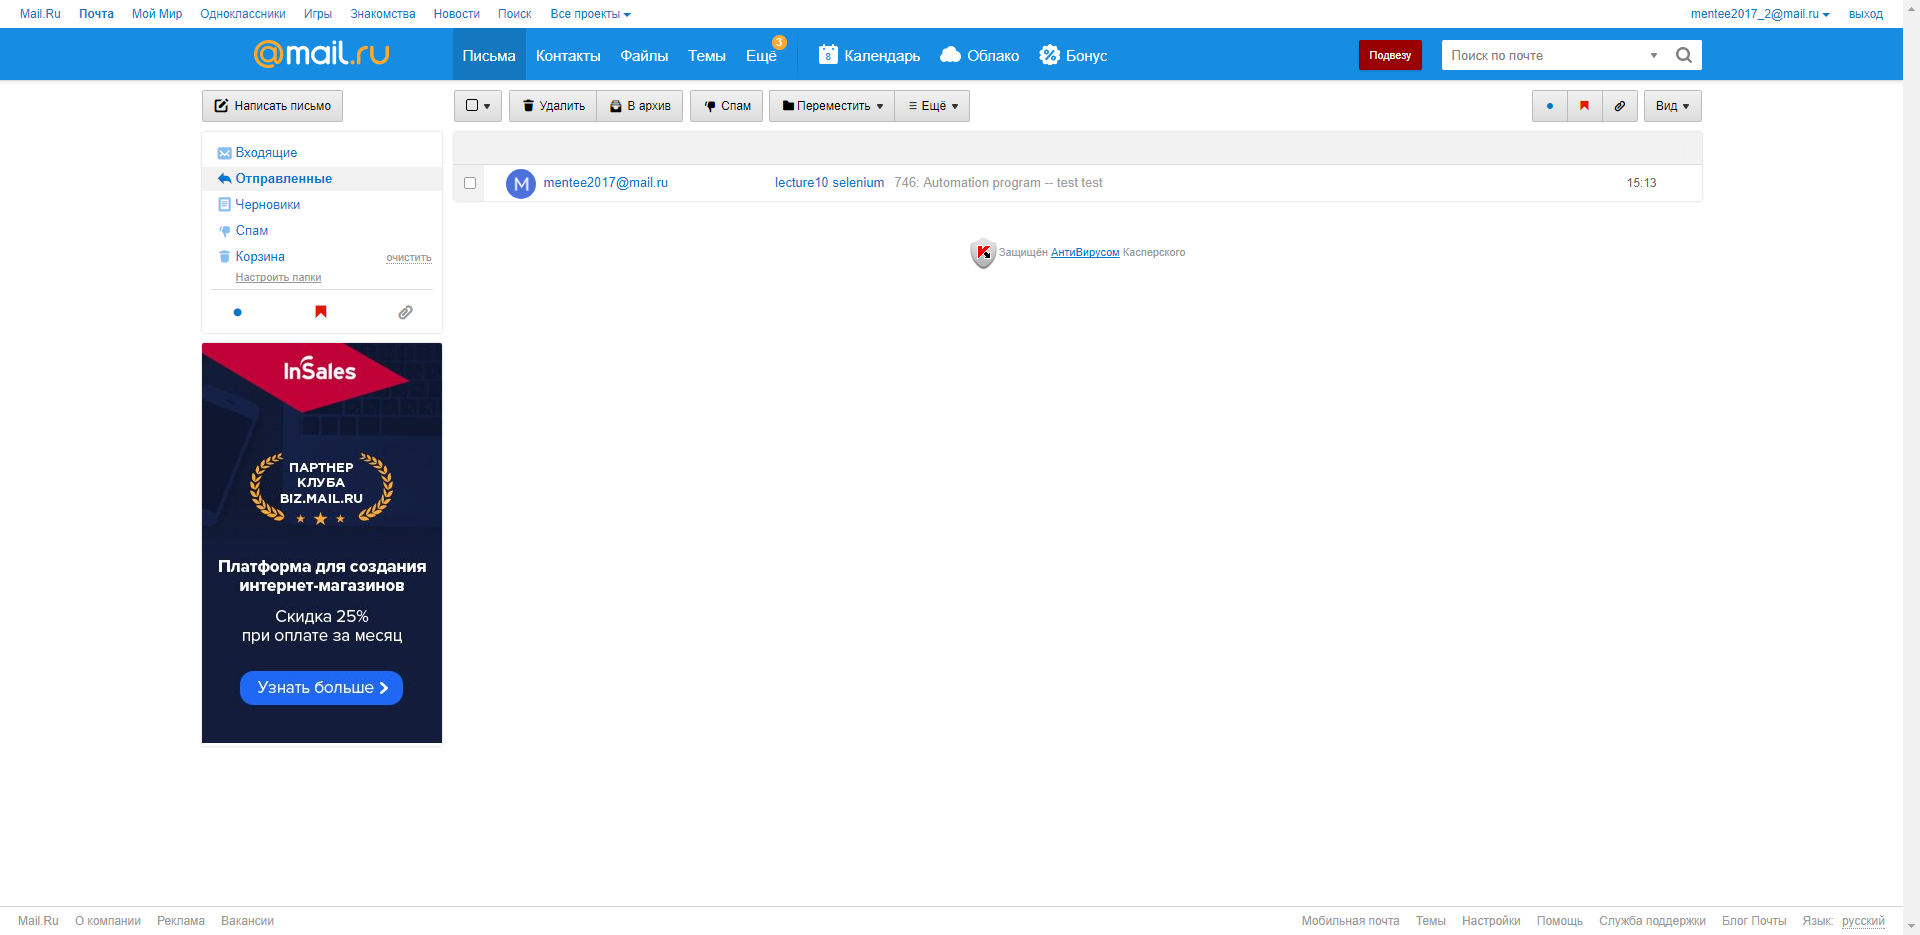 Mail.Ru Почта Мой Мир Одноклассники Игры Знакомства Новости Поиск Все проекты mentee2017_2@mail.ru выход
@mail.ru Письма Контакты Файлы Темы Ещё 3 8 Календарь Облако Бонус Подвезу Поиск по почте
Написать письмо Удалить В архив Спам Переместить Ещё Вид
Входящие
Отправленные
Черновики
Спам
Корзина очистить
Настроить папки
M mentee2017@mail.ru lecture10 selenium 746: Automation program -- test test 15:13
Защищён АнтиВирусом Касперского
InSales
ПАРТНЕР
КЛУБА
BIZ.MAIL.RU
Платформа для создания
интернет-магазинов
Скидка 25%
при оплате за месяц
Узнать больше
Mail.Ru О компании Реклама Вакансии Мобильная почта Темы Настройки Помощь Служба поддержки Блог Почты Язык: русский